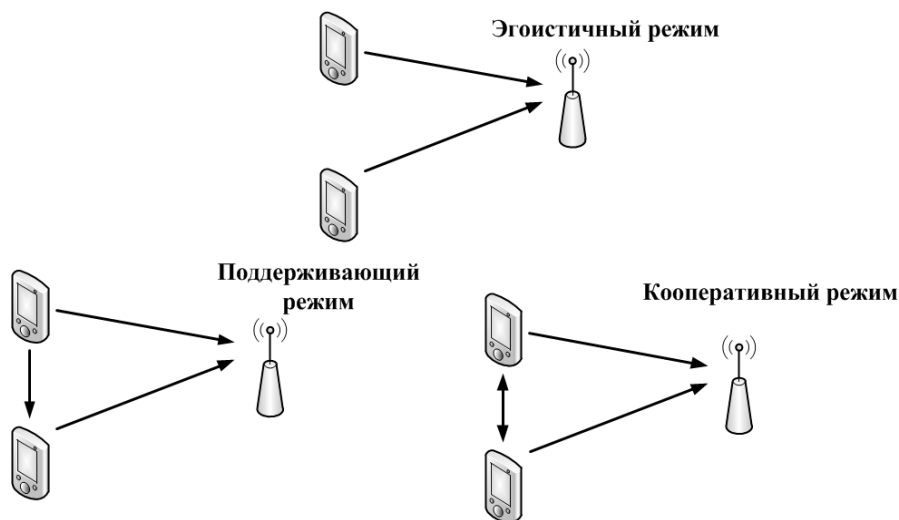 Эгоистичный режим
Поддерживающий
режим
Кооперативный режим